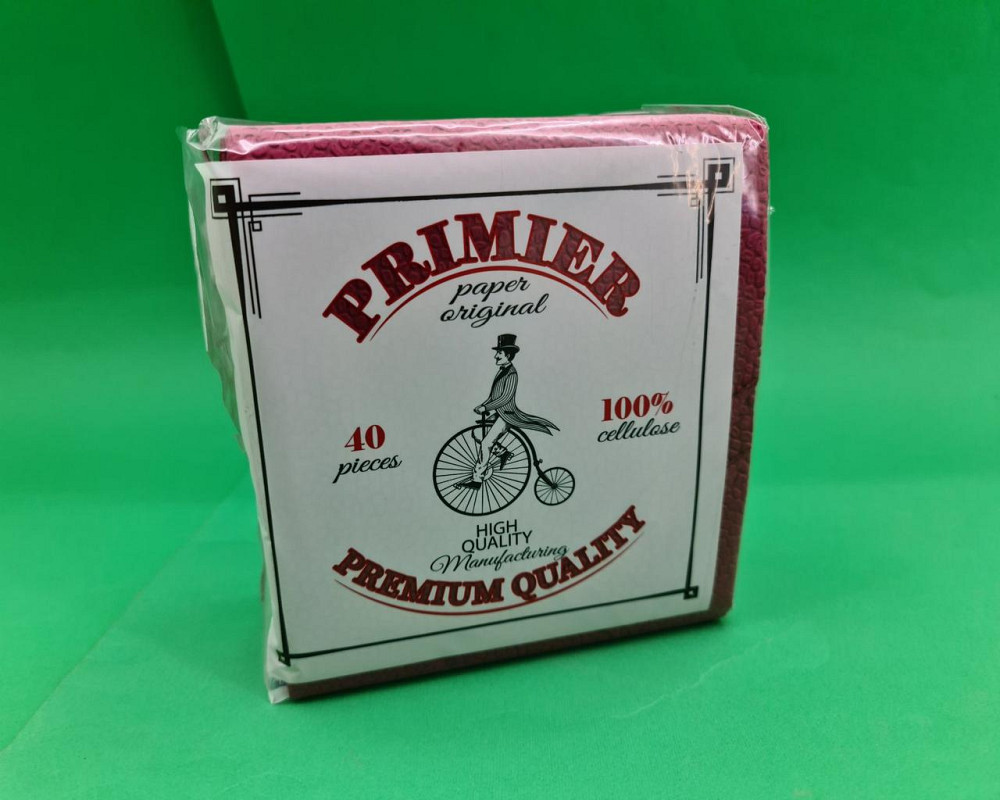 PRIMIER
paper
original
40
pieces
100%
cellulose
HIGH
QUALITY
Manufacturing
PREMIUM QUALITY